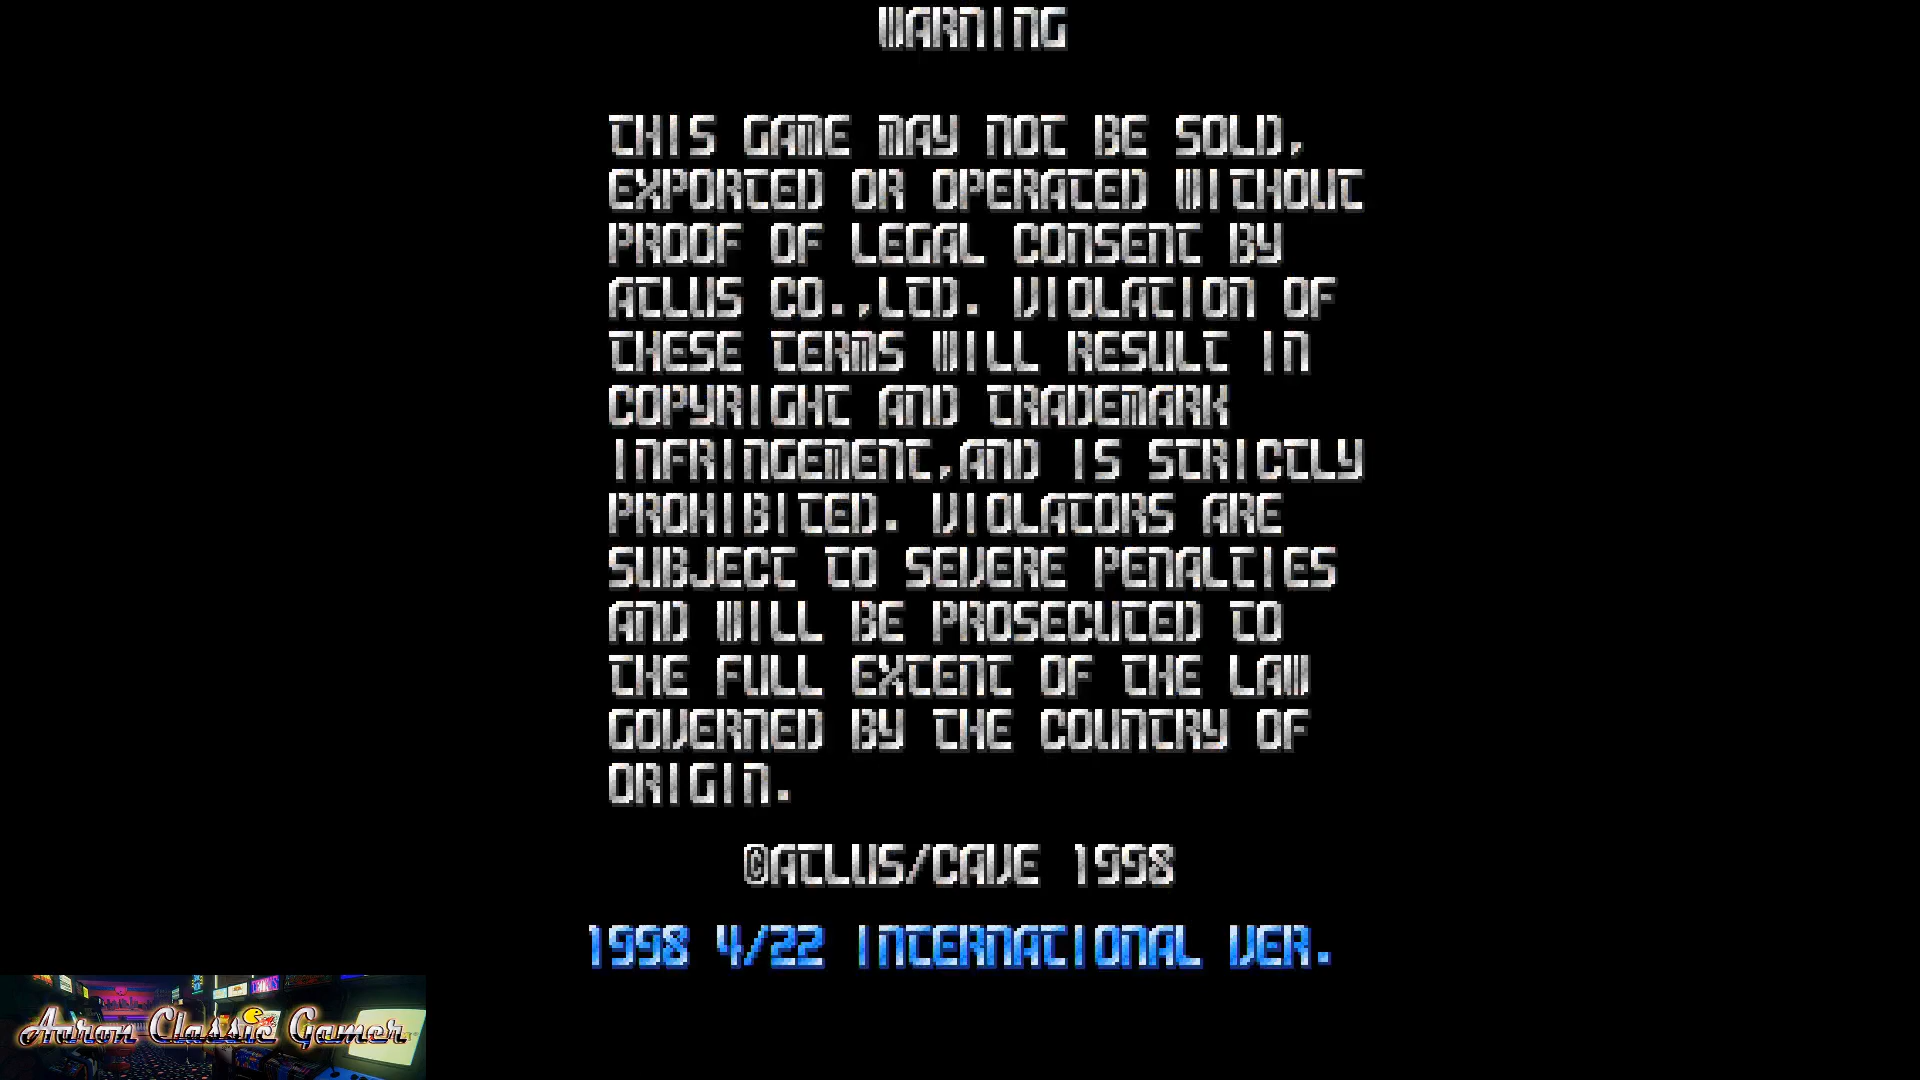 WARNING
THIS GAME MAY NOT BE SOLD,
EXPORTED OR OPERATED WITHOUT
PROOF OF LEGAL CONSENT BY
ATLUS CO.,LTD. VIOLATION OF
THESE TERMS WILL RESULT IN
COPYRIGHT AND TRADEMARK
INFRINGEMENT,AND IS STRICTLY
PROHIBITED. VIOLATORS ARE
SUBJECT TO SEVERE PENALTIES
AND WILL BE PROSECUTED TO
THE FULL EXTENT OF THE LAW
GOVERNED BY THE COUNTRY OF
ORIGIN.
©ATLUS/CAVE 1998
1998 4/22 INTERNATIONAL VER.
Aaron Classic Gamer